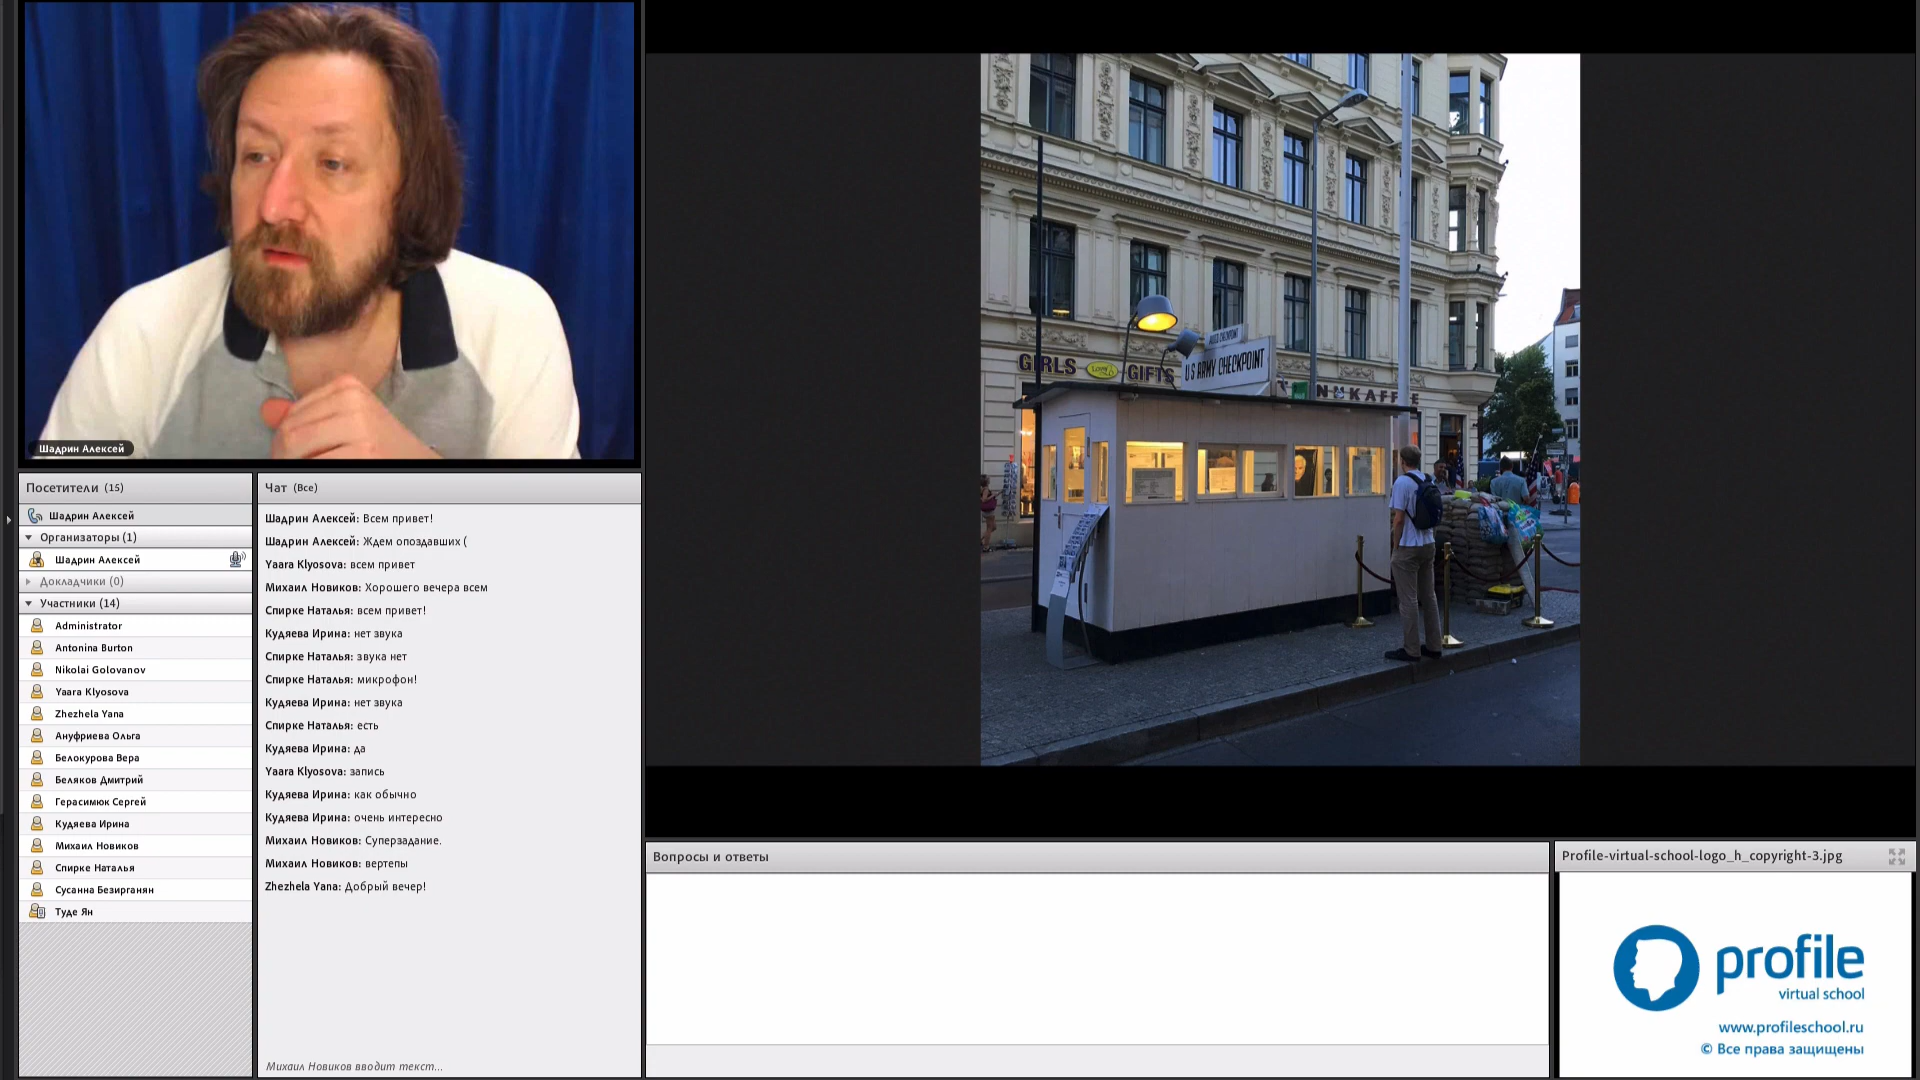 Шадрин Алексей
Посетители (15)
Шадрин Алексей
Организаторы (1)
Шадрин Алексей
Докладчики (0)
Участники (14)
Administrator
Antonina Burton
Nikolai Golovanov
Yaara Klyosova
Zhezhela Yana
Ануфриева Ольга
Белокурова Вера
Беляков Дмитрий
Герасимюк Сергей
Кудяева Ирина
Михаил Новиков
Спирке Наталья
Сусанна Безирганян
Туде Ян
Чат (Все)
Шадрин Алексей: Всем привет!
Шадрин Алексей: Ждем опоздавших (
Yaara Klyosova: всем привет
Михаил Новиков: Хорошего вечера всем
Спирке Наталья: всем привет!
Кудяева Ирина: нет звука
Спирке Наталья: звука нет
Спирке Наталья: микрофон!
Кудяева Ирина: нет звука
Спирке Наталья: есть
Кудяева Ирина: да
Yaara Klyosova: запись
Кудяева Ирина: как обычно
Кудяева Ирина: очень интересно
Михаил Новиков: Суперзадание.
Михаил Новиков: вертепы
Zhezhela Yana: Добрый вечер!
Михаил Новиков вводит текст...
GIRLS
GIFTS
U S ARMY CHECKPOINT
Вопросы и ответы
Profile-virtual-school-logo_h_copyright-3.jpg
profile
virtual school
www.profileschool.ru
© Все права защищены